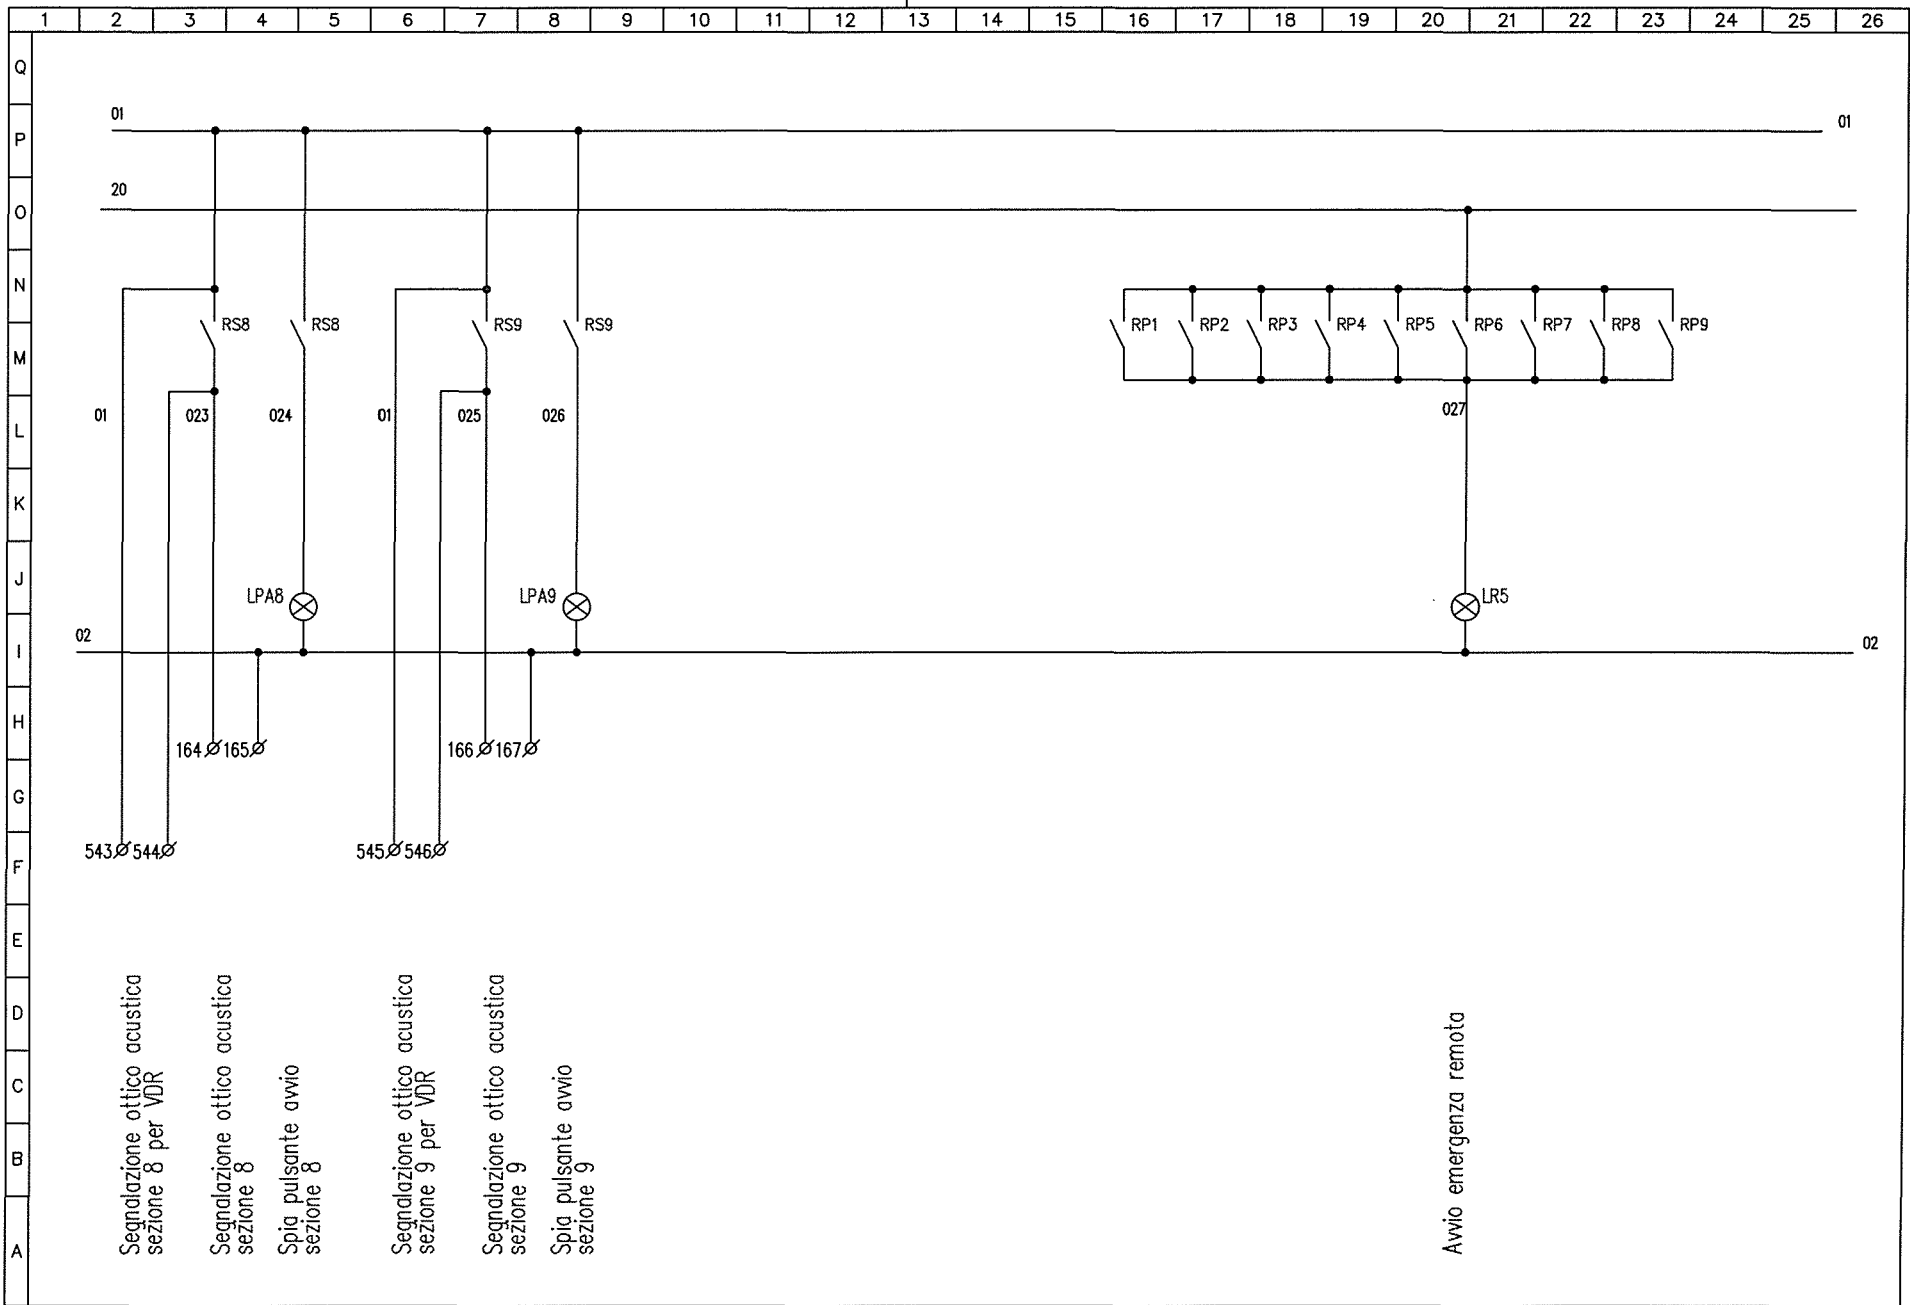 1 2 3 4 5 6 7 8 9 10 11 12 13 14 15 16 17 18 19 20 21 22 23 24 25 26
Q
01
01
P
20
O
N
RS8 RS8 RS9 RS9 RP1 RP2 RP3 RP4 RP5 RP6 RP7 RP8 RP9
M
01 023 024 01 025 026 027
L
K
J
LPA8 LPA9 LR5
02
02
I
H
164 165 166 167
G
543 544 545 546
F
E
D
C
B
A
Segnalazione ottico acustica
sezione 8 per VDR
Segnalazione ottico acustica
sezione 8
Spia pulsante avvio
sezione 8
Segnalazione ottico acustica
sezione 9 per VDR
Segnalazione ottico acustica
sezione 9
Spia pulsante avvio
sezione 9
Avvio emergenza remota